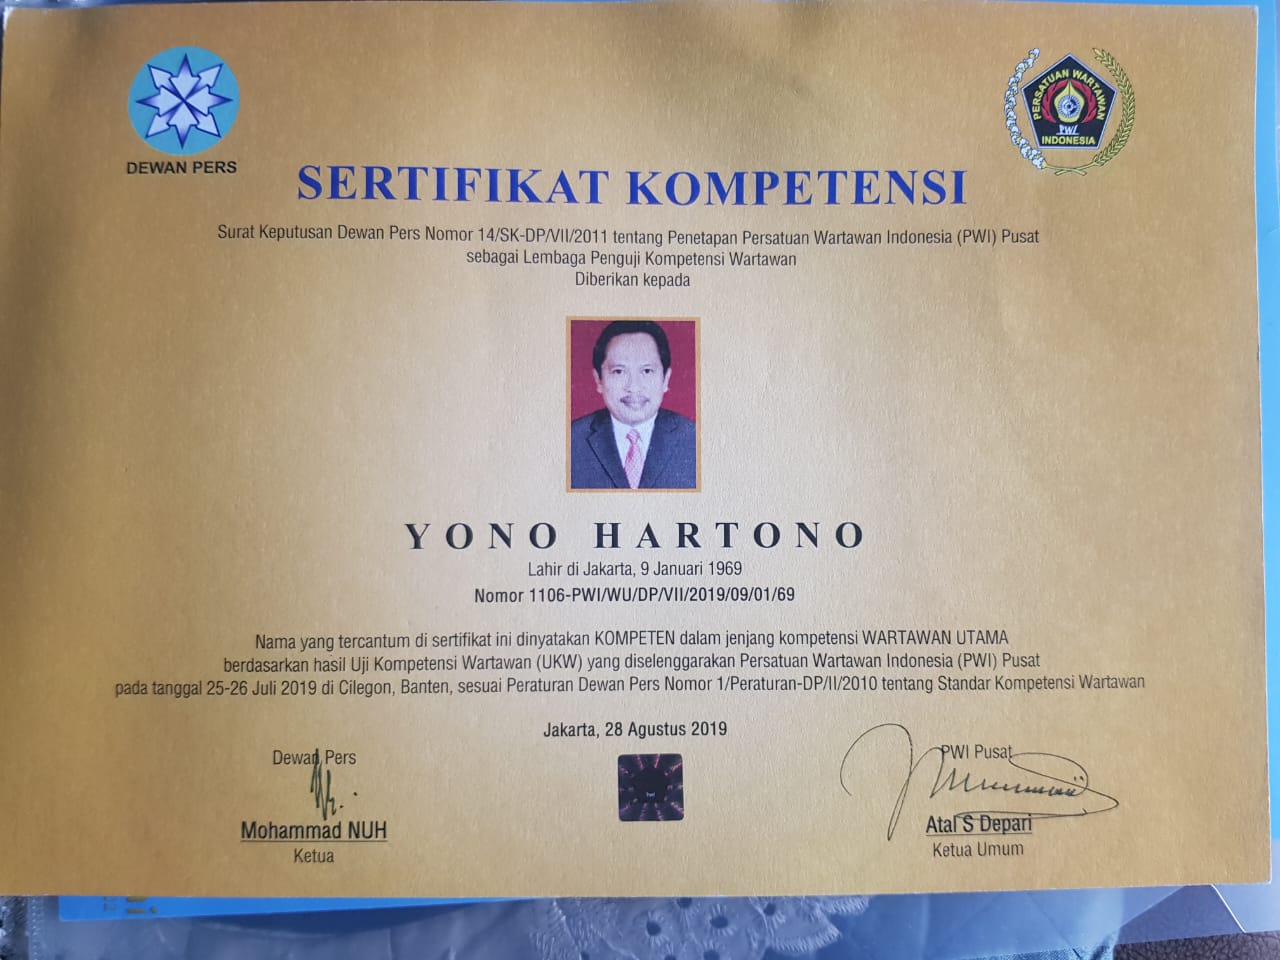 DEWAN PERS
PERSATUAN WARTAWAN
PWI
INDONESIA
SERTIFIKAT KOMPETENSI
Surat Keputusan Dewan Pers Nomor 14/SK-DP/VII/2011 tentang Penetapan Persatuan Wartawan Indonesia (PWI) Pusat
sebagai Lembaga Penguji Kompetensi Wartawan
Diberikan kepada
YONO HARTONO
Lahir di Jakarta, 9 Januari 1969
Nomor 1106-PWI/WU/DP/VII/2019/09/01/69
Nama yang tercantum di sertifikat ini dinyatakan KOMPETEN dalam jenjang kompetensi WARTAWAN UTAMA
berdasarkan hasil Uji Kompetensi Wartawan (UKW) yang diselenggarakan Persatuan Wartawan Indonesia (PWI) Pusat
pada tanggal 25-26 Juli 2019 di Cilegon, Banten, sesuai Peraturan Dewan Pers Nomor 1/Peraturan-DP/II/2010 tentang Standar Kompetensi Wartawan
Jakarta, 28 Agustus 2019
Dewan Pers
Mohammad NUH
Ketua
PWI Pusat
Atal S Depari
Ketua Umum